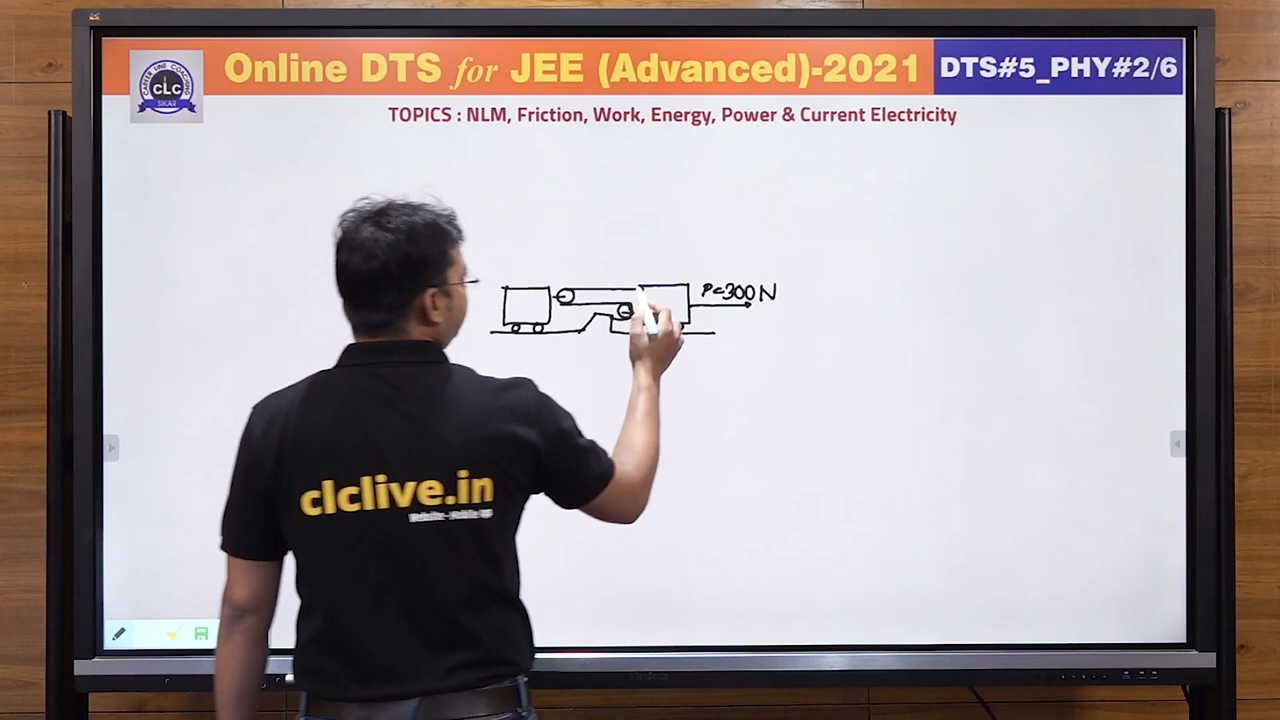 Online DTS for JEE (Advanced)-2021
DTS#5_PHY#2/6
CAREER LINE COACHING
CLC
SIKAR
TOPICS : NLM, Friction, Work, Energy, Power & Current Electricity
P=300N
clclive.in